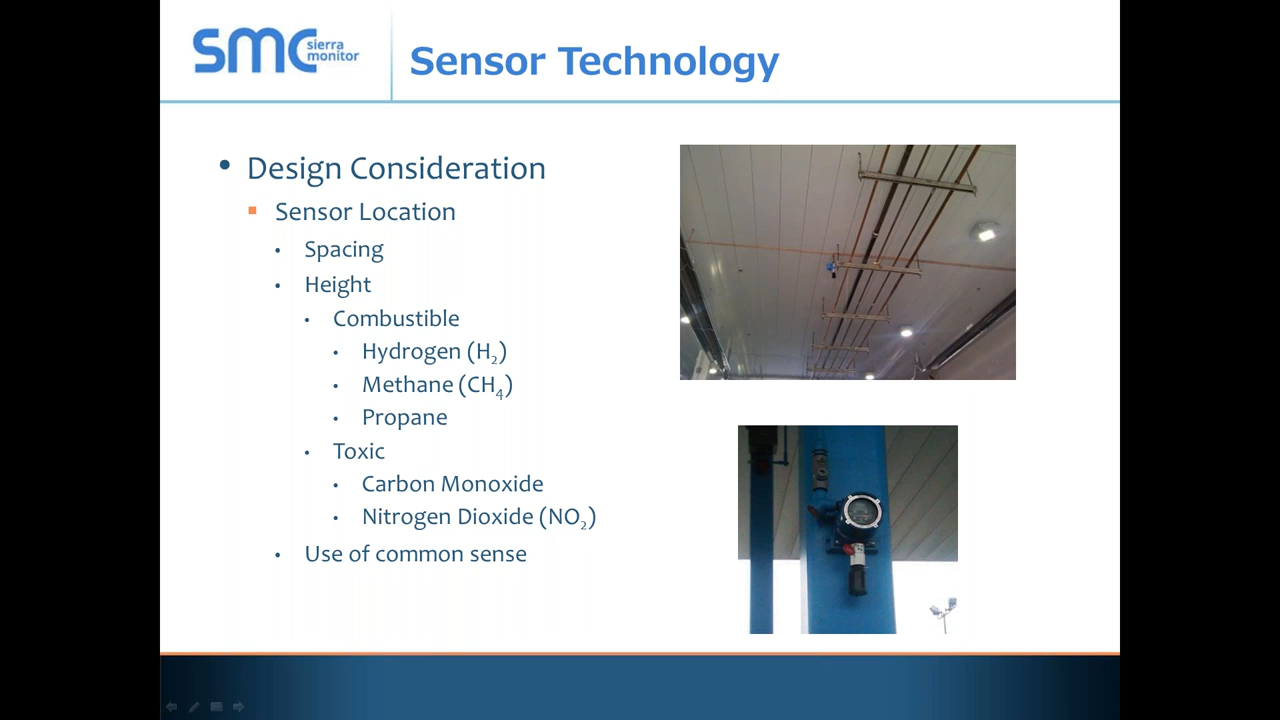 SMC sierra monitor
Sensor Technology
• Design Consideration
▪ Sensor Location
• Spacing
• Height
• Combustible
• Hydrogen (H₂)
• Methane (CH₄)
• Propane
• Toxic
• Carbon Monoxide
• Nitrogen Dioxide (NO₂)
• Use of common sense